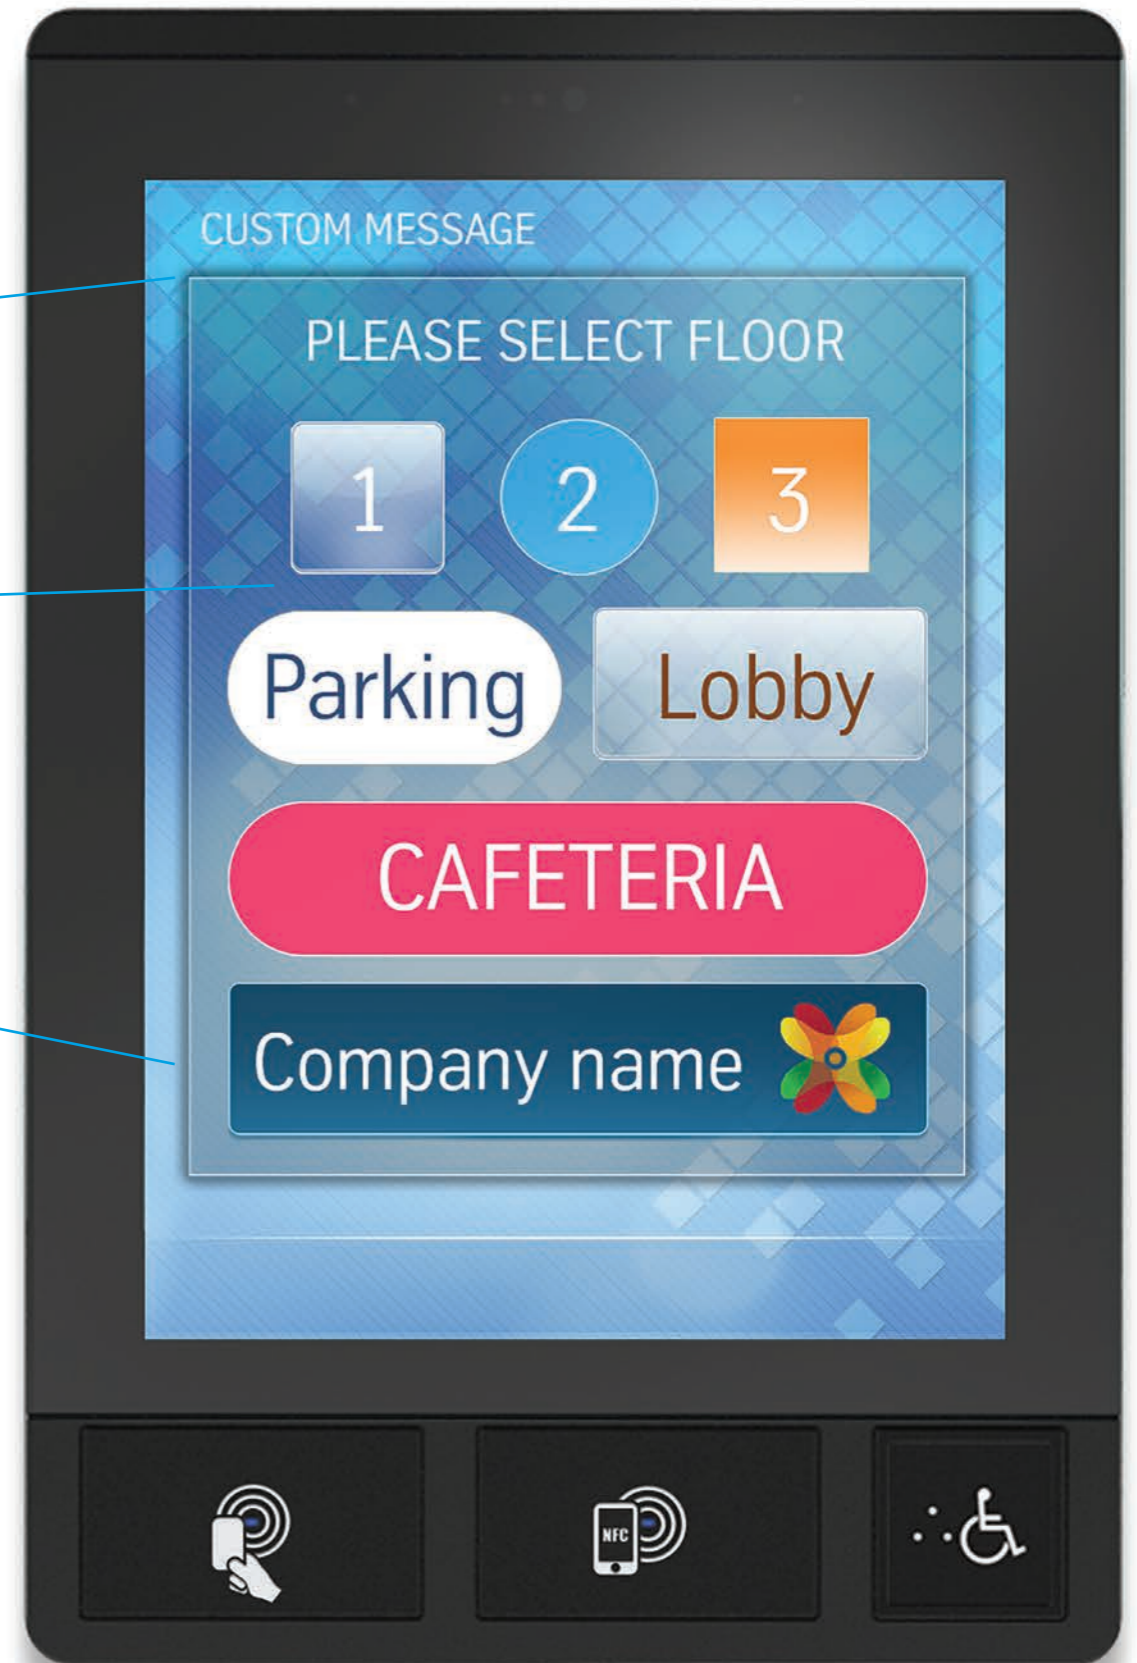 CUSTOM MESSAGE
PLEASE SELECT FLOOR
1 2 3
Parking Lobby
CAFETERIA
Company name
NFC